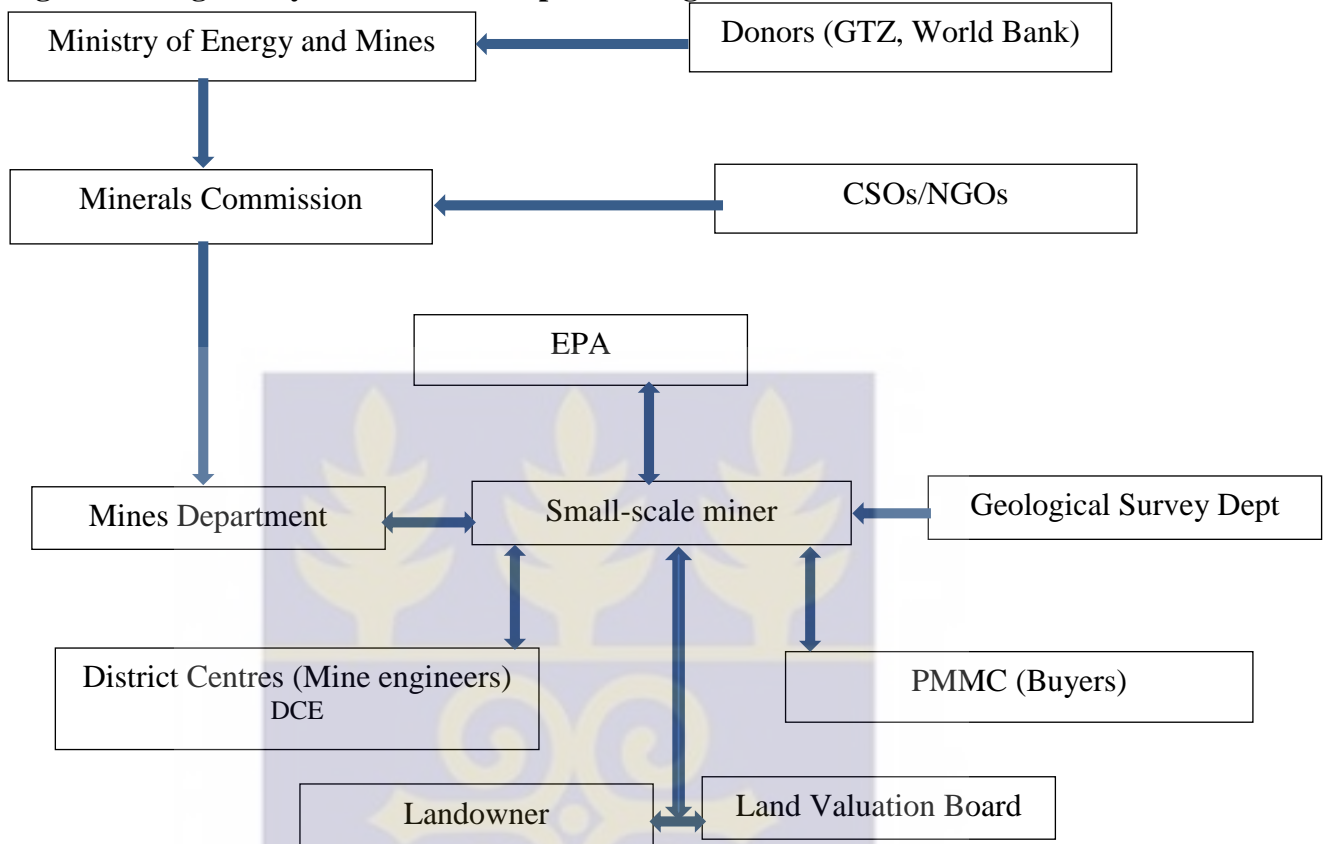 Ministry of Energy and Mines
Donors (GTZ, World Bank)
Minerals Commission
CSOs/NGOs
EPA
Mines Department
Small-scale miner
Geological Survey Dept
District Centres (Mine engineers)
DCE
PMMC (Buyers)
Landowner
Land Valuation Board